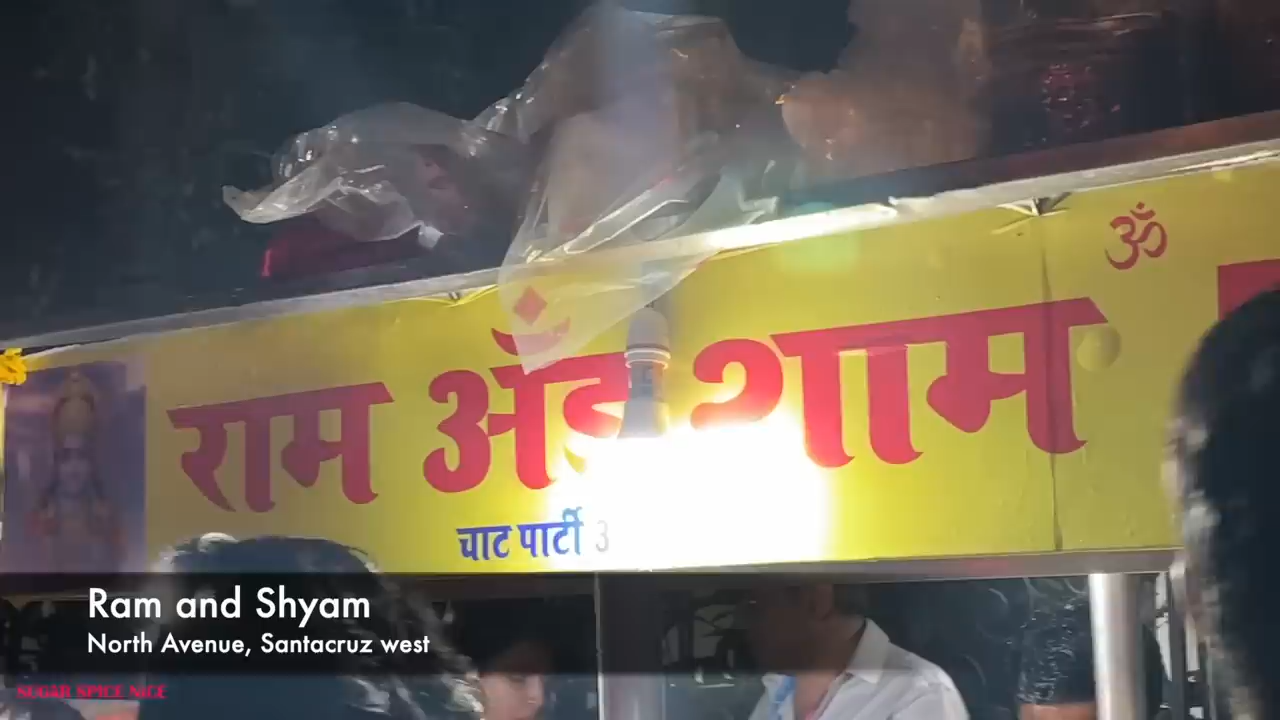 ॐ
राम अँड शाम
चाट पार्टी
Ram and Shyam
North Avenue, Santacruz west
SUGAR SPICE NICE